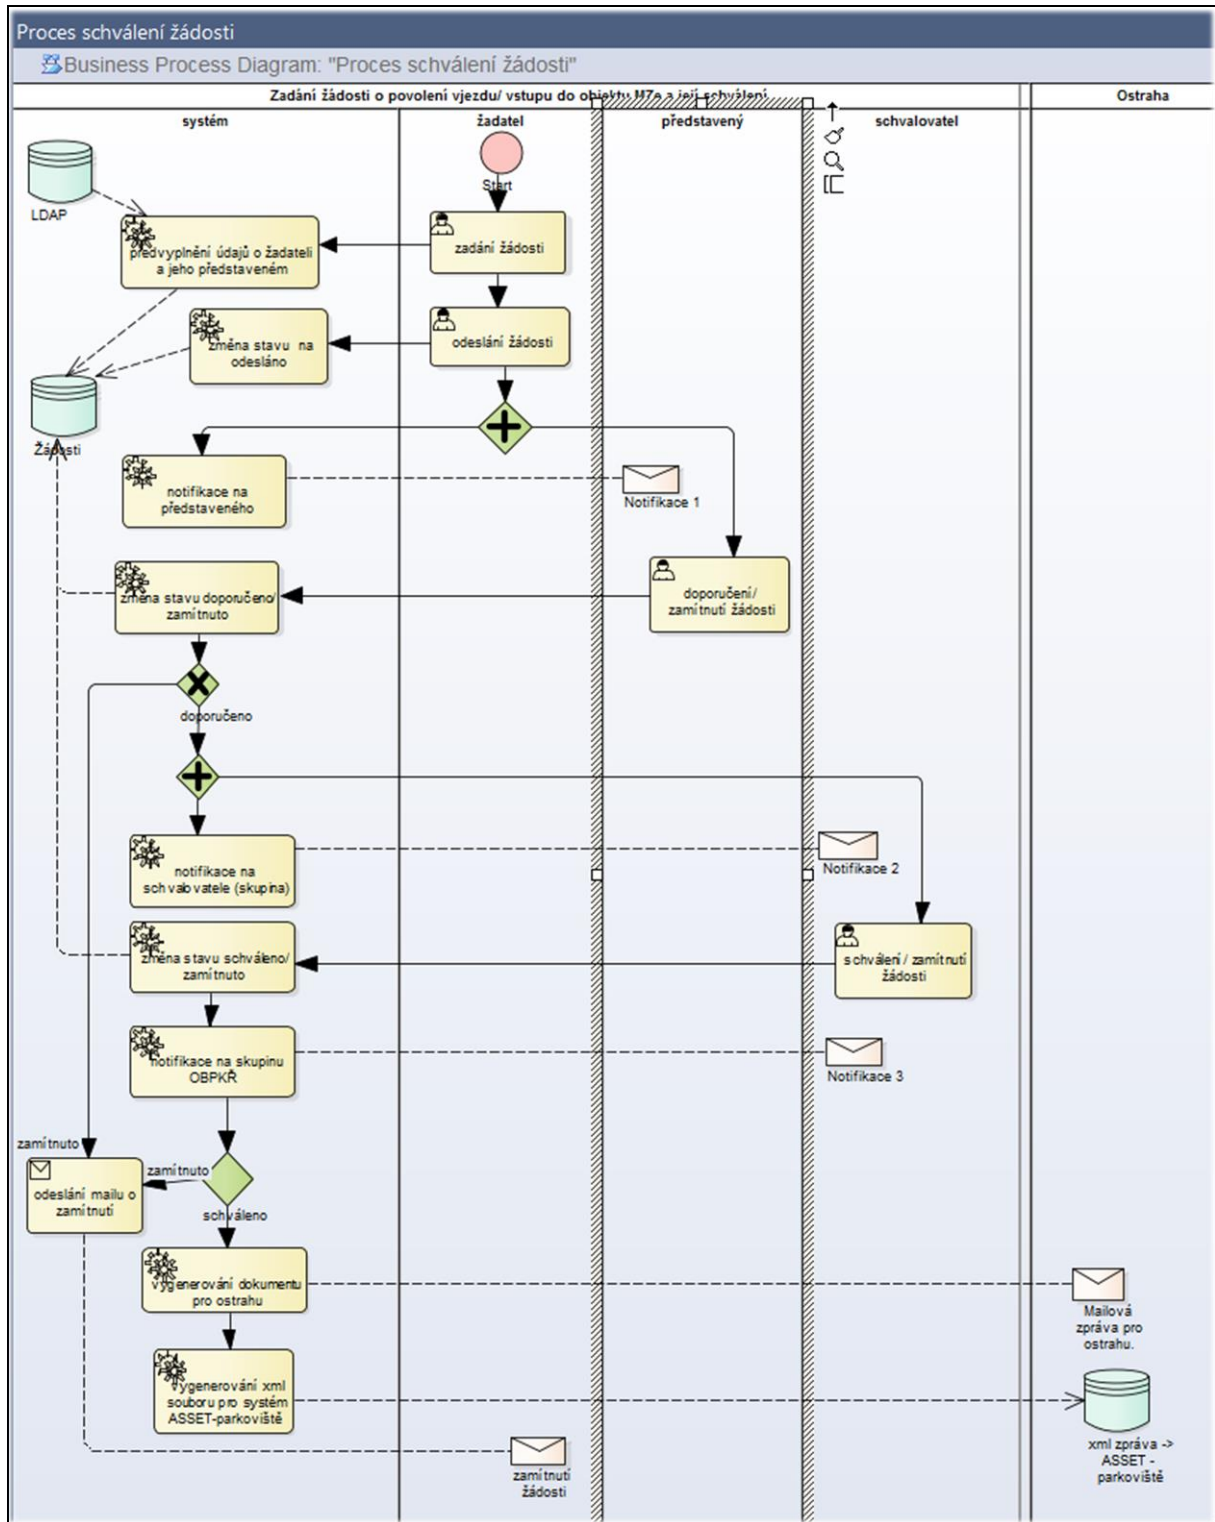 Proces schválení žádosti
Business Process Diagram: "Proces schválení žádosti"
Zadání žádosti o povolení vjezdu/ vstupu do objektu MZe a její schválení
Ostraha
systém
žadatel
představený
schvalovatel
LDAP
Start
předvyplnění údajů o žadateli
a jeho představeném
zadání žádosti
změna stavu na
odesláno
odeslání žádosti
Žádosti
notifikace na
představeného
Notifikace 1
změna stavu doporučeno/
zamítnuto
doporučení/
zamítnutí žádosti
doporučeno
notifikace na
schvalovatele (skupina)
Notifikace 2
změna stavu schváleno/
zamítnuto
schválení / zamítnutí
žádosti
notifikace na skupinu
OBPKŘ
Notifikace 3
zamítnuto
zamítnuto
odeslání mailu o
zamítnutí
schváleno
vygenerování dokumentu
pro ostrahu
Mailová
zpráva pro
ostrahu.
vygenerování xml
souboru pro systém
ASSET-parkoviště
xml zpráva ->
ASSET -
parkoviště
zamítnutí
žádosti